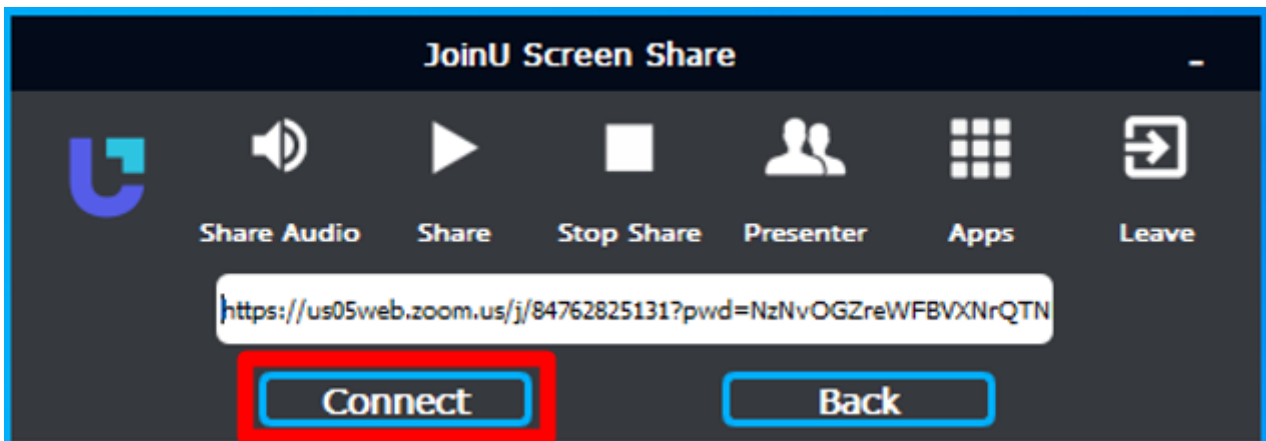 JoinU Screen Share
Share Audio Share Stop Share Presenter Apps Leave
https://us05web.zoom.us/j/84762825131?pwd=NzNvOGZreWFBVXNrQTN
Connect Back